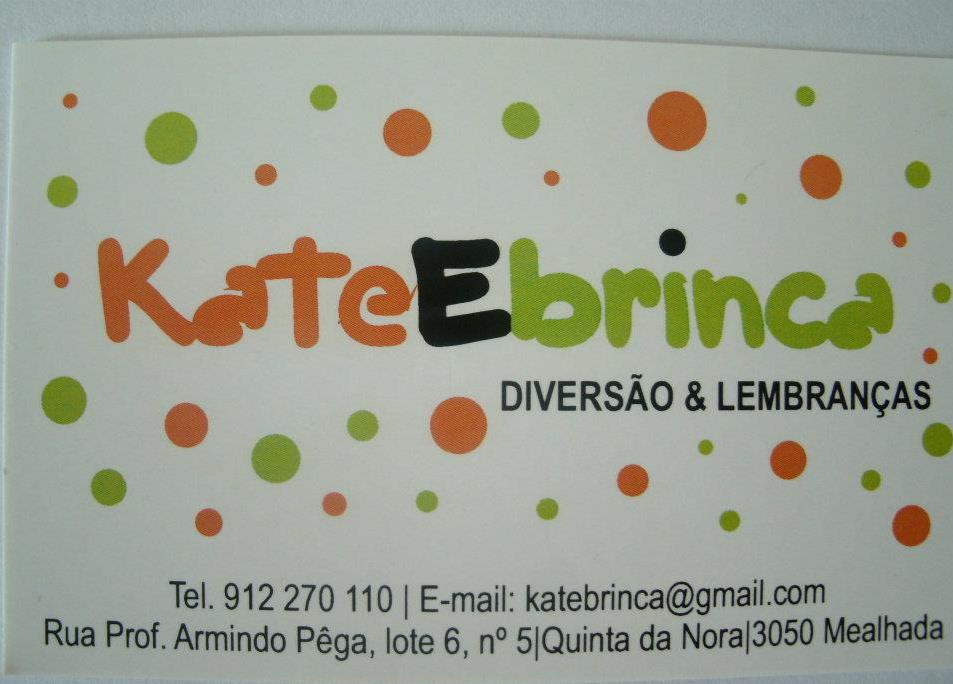 KateEbrinca
DIVERSÃO & LEMBRANÇAS
Tel. 912 270 110 | E-mail: katebrinca@gmail.com
Rua Prof. Armindo Pêga, lote 6, nº 5|Quinta da Nora|3050 Mealhada